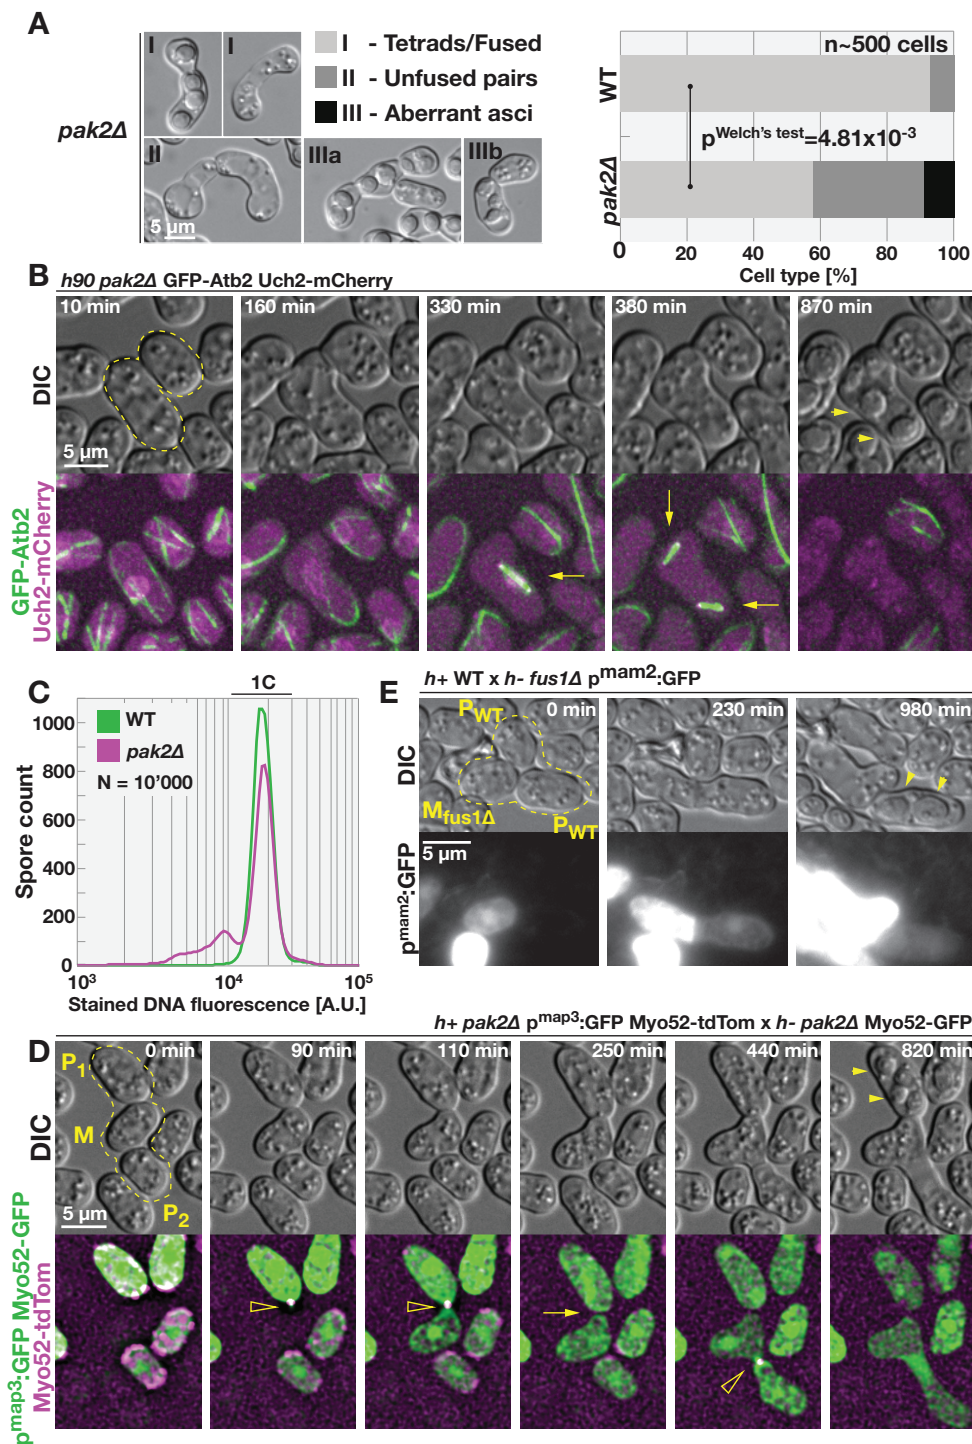 A
pak2Δ
I
I
II
IIIa
IIIb
5 µm
I - Tetrads/Fused
II - Unfused pairs
III - Aberrant asci
n~500 cells
WT
pak2Δ
pWelch's test=4.81x10-3
0 20 40 60 80 100
Cell type [%]
B
h90 pak2Δ GFP-Atb2 Uch2-mCherry
10 min 160 min 330 min 380 min 870 min
DIC
5 µm
GFP-Atb2
Uch2-mCherry
C
1C
WT
pak2Δ
N = 10'000
Spore count
1000
800
600
400
200
0
10³ 10⁴ 10⁵
Stained DNA fluorescence [A.U.]
E
h+ WT x h- fus1Δ pmam2:GFP
0 min 230 min 980 min
DIC
PWT
Mfus1Δ
PWT
5 µm
pmam2:GFP
h+ pak2Δ pmap3:GFP Myo52-tdTom x h- pak2Δ Myo52-GFP
D
0 min 90 min 110 min 250 min 440 min 820 min
DIC
P1
M
P2
5 µm
pmap3:GFP Myo52-GFP
Myo52-tdTom